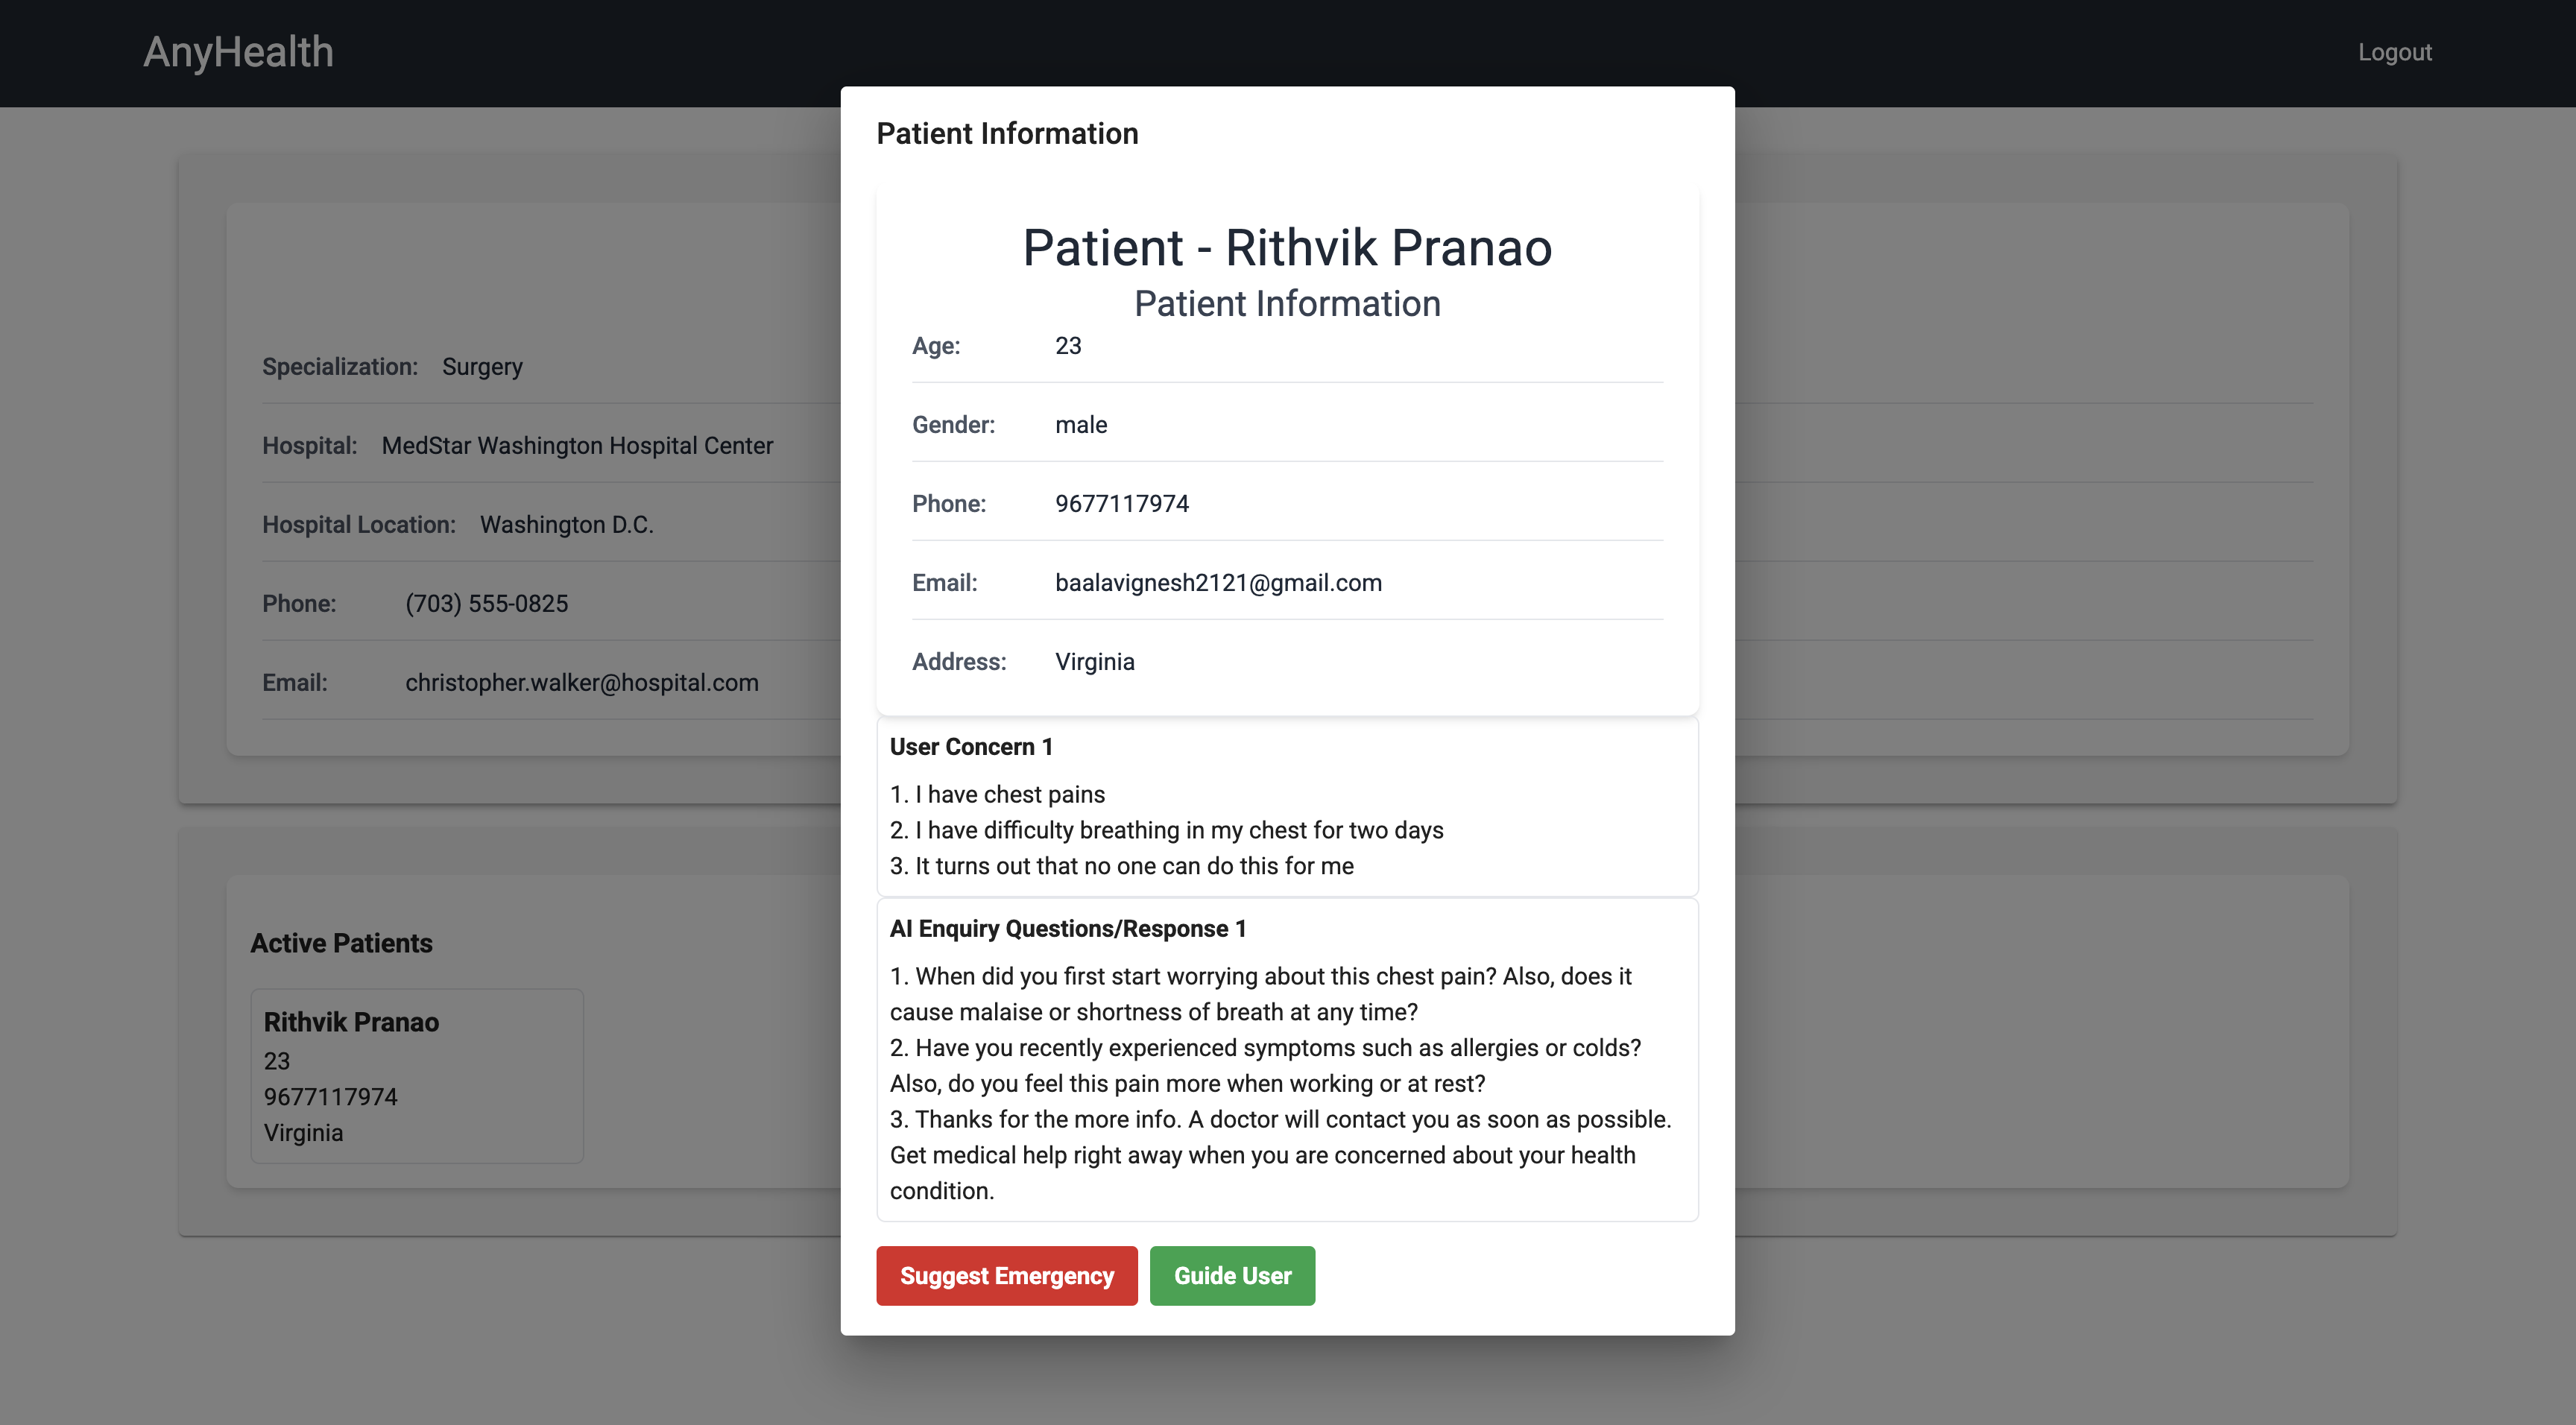 AnyHealth
Logout
Patient Information
Patient - Rithvik Pranao
Patient Information
Age: 23
Gender: male
Phone: 9677117974
Email: baalavignesh2121@gmail.com
Address: Virginia
User Concern 1
1. I have chest pains
2. I have difficulty breathing in my chest for two days
3. It turns out that no one can do this for me
AI Enquiry Questions/Response 1
1. When did you first start worrying about this chest pain? Also, does it
cause malaise or shortness of breath at any time?
2. Have you recently experienced symptoms such as allergies or colds?
Also, do you feel this pain more when working or at rest?
3. Thanks for the more info. A doctor will contact you as soon as possible.
Get medical help right away when you are concerned about your health
condition.
Suggest Emergency
Guide User
Specialization: Surgery
Hospital: MedStar Washington Hospital Center
Hospital Location: Washington D.C.
Phone: (703) 555-0825
Email: christopher.walker@hospital.com
Active Patients
Rithvik Pranao
23
9677117974
Virginia